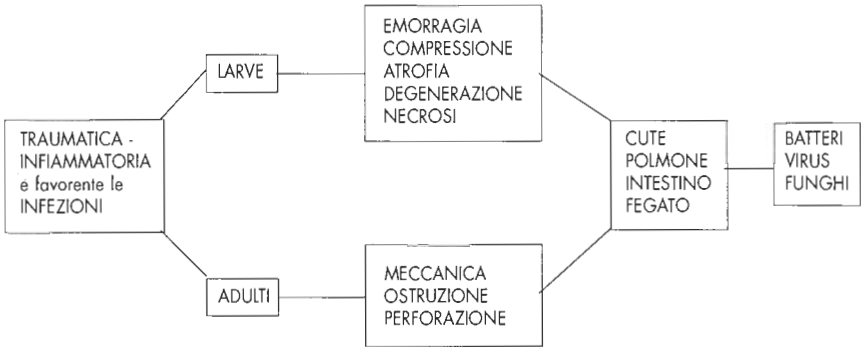 TRAUMATICA -
INFIAMMATORIA
e favorente le
INFEZIONI
LARVE
EMORRAGIA
COMPRESSIONE
ATROFIA
DEGENERAZIONE
NECROSI
ADULTI
MECCANICA
OSTRUZIONE
PERFORAZIONE
CUTE
POLMONE
INTESTINO
FEGATO
BATTERI
VIRUS
FUNGHI